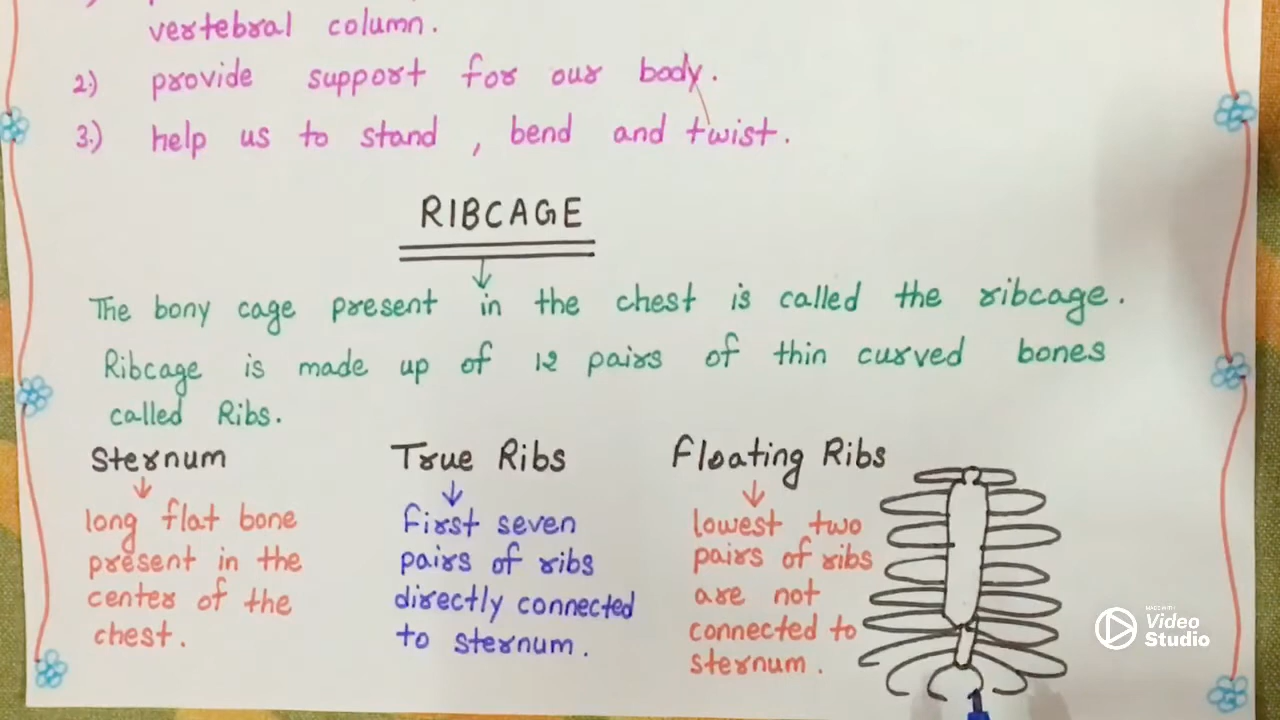 vertebral column.
2.) provide support for our body.
3.) help us to stand , bend and twist.
RIBCAGE
The bony cage present in the chest is called the ribcage.
Ribcage is made up of 12 pairs of thin curved bones
called Ribs.
Sternum
long flat bone
present in the
center of the
chest.
True Ribs
First seven
pairs of ribs
directly connected
to sternum.
Floating Ribs
lowest two
pairs of ribs
are not
connected to
sternum.
MADE WITH
Video
Studio